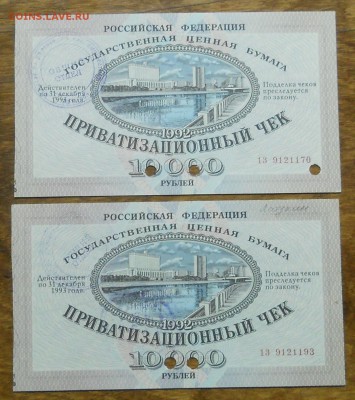 COINS.SAVE.RU
РОССИЙСКАЯ ФЕДЕРАЦИЯ
ГОСУДАРСТВЕННАЯ ЦЕННАЯ БУМАГА
Действителен
по 31 декабря
1993 года.
Подделка чеков
преследуется
по закону.
1992
ПРИВАТИЗАЦИОННЫЙ ЧЕК
10 000
РУБЛЕЙ
13 9121170
РОССИЙСКАЯ ФЕДЕРАЦИЯ
ГОСУДАРСТВЕННАЯ ЦЕННАЯ БУМАГА
Действителен
по 31 декабря
1993 года.
Подделка чеков
преследуется
по закону.
1992
ПРИВАТИЗАЦИОННЫЙ ЧЕК
10 000
РУБЛЕЙ
13 9121193